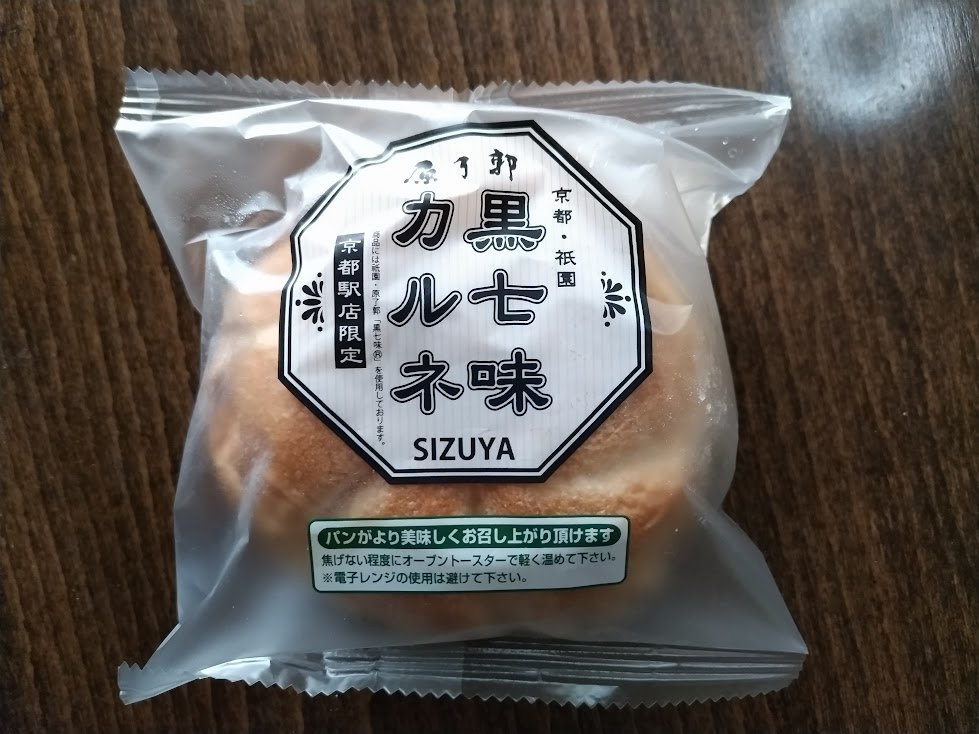 原了郭
京都・祇園
黒七味
カルネ
商品には祇園・原了郭「黒七味Ⓡ」を使用しております。
京都駅店限定
SIZUYA
パンがより美味しくお召し上がり頂けます
焦げない程度にオーブントースターで軽く温めて下さい。
※電子レンジの使用は避けて下さい。